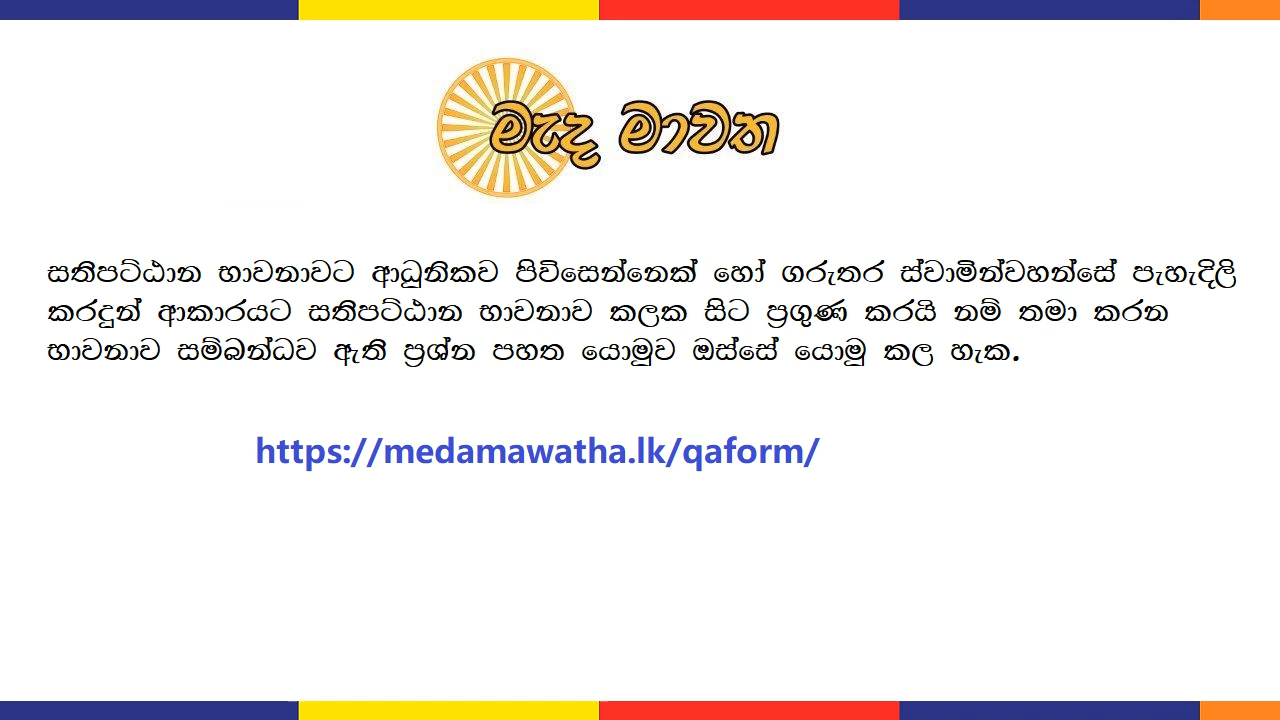 මැද මාවත
සතිපට්ඨාන භාවනාවට ආධුනිකව පිවිසෙන්නෙක් හෝ ගරුතර ස්වාමින්වහන්සේ පැහැදිලි
කරදුන් ආකාරයට සතිපට්ඨාන භාවනාව කලක සිට ප්‍රගුණ කරයි නම් තමා කරන
භාවනාව සම්බන්ධව ඇති ප්‍රශ්න පහත යොමුව ඔස්සේ යොමු කල හැක.
https://medamawatha.lk/qaform/